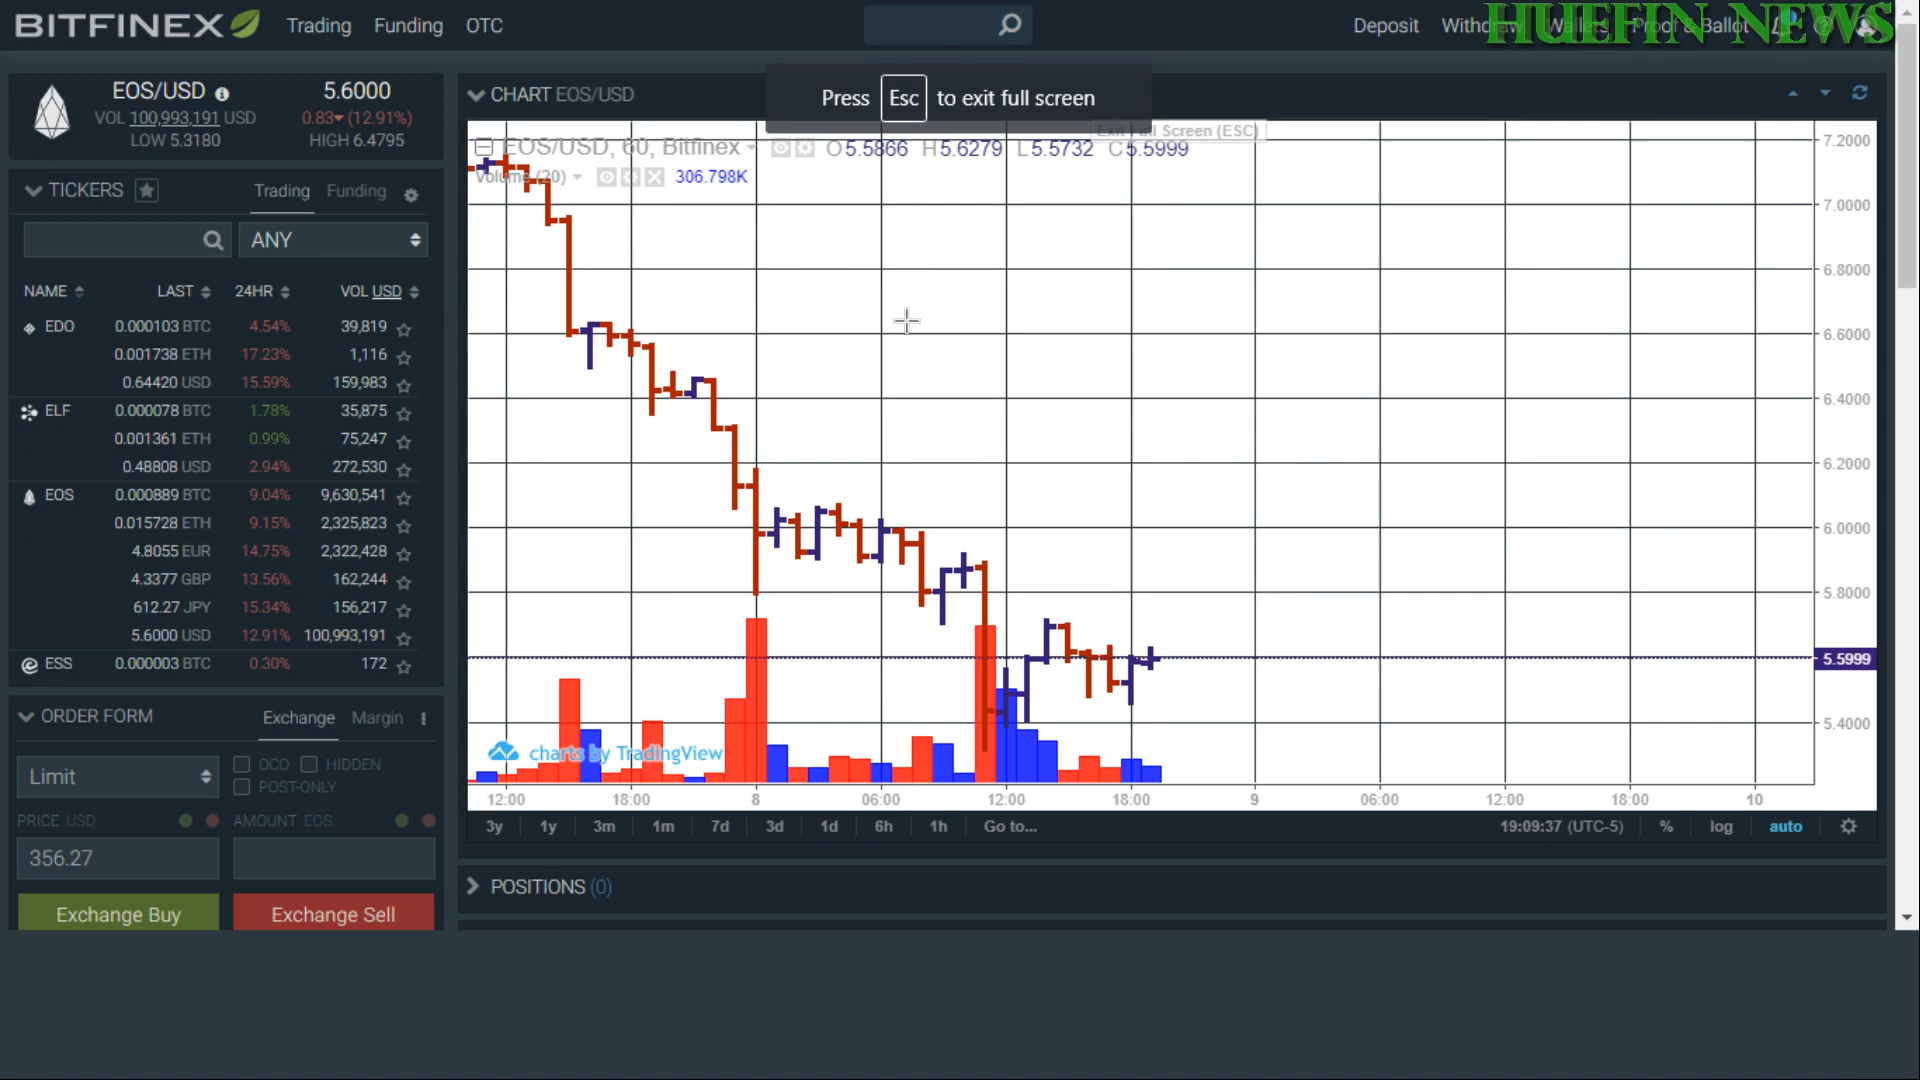 BITFINEX Trading Funding OTC
Deposit Withdraw Wallets Proof & Ballot
HUEFIN NEWS
EOS/USD 5.6000
VOL 100,993,191 USD 0.83 (12.91%)
LOW 5.3180 HIGH 6.4795
CHART EOS/USD
Press Esc to exit full screen
Exit Full Screen (ESC)
EOS/USD, 60, Bitfinex O5.5866 H5.6279 L5.5732 C5.5999
Volume (20) 306.798K
TICKERS Trading Funding
ANY
NAME LAST 24HR VOL USD
EDO 0.000103 BTC 4.54% 39,819
0.001738 ETH 17.23% 1,116
0.64420 USD 15.59% 159,983
ELF 0.000078 BTC 1.78% 35,875
0.001361 ETH 0.99% 75,247
0.48808 USD 2.94% 272,530
EOS 0.000889 BTC 9.04% 9,630,541
0.015728 ETH 9.15% 2,325,823
4.8055 EUR 14.75% 2,322,428
4.3377 GBP 13.56% 162,244
612.27 JPY 15.34% 156,217
5.6000 USD 12.91% 100,993,191
ESS 0.000003 BTC 0.30% 172
7.2000
7.0000
6.8000
6.6000
6.4000
6.2000
6.0000
5.8000
5.5999
5.4000
charts by TradingView
12:00 18:00 8 06:00 12:00 18:00 9 06:00 12:00 18:00 10
3y 1y 3m 1m 7d 3d 1d 6h 1h Go to... 19:09:37 (UTC-5) % log auto
ORDER FORM Exchange Margin
Limit OCO HIDDEN
POST-ONLY
PRICE USD AMOUNT EOS
356.27
Exchange Buy Exchange Sell
POSITIONS (0)